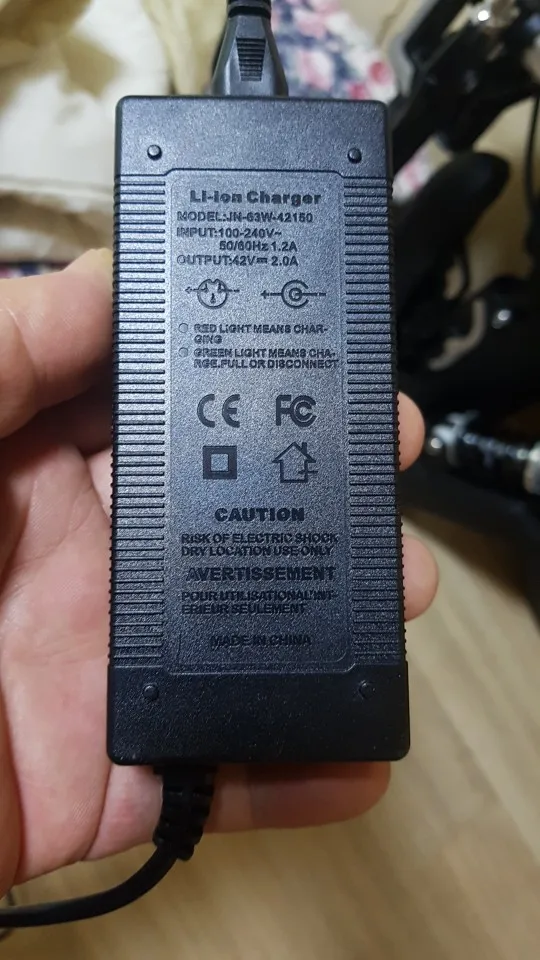 Li-ion Charger
MODEL:JN-63W-42150
INPUT:100-240V~
50/60Hz 1.2A
OUTPUT:42V⎓2.0A
RED LIGHT MEANS CHAR-
GING
GREEN LIGHT MEANS CHA-
RGE.FULL OR DISCONNECT
CE FC
CAUTION
RISK OF ELECTRIC SHOCK
DRY LOCATION USE ONLY
AVERTISSEMENT
POUR UTILISATIONAL'INT-
ERIEUR SEULEMENT
MADE IN CHINA